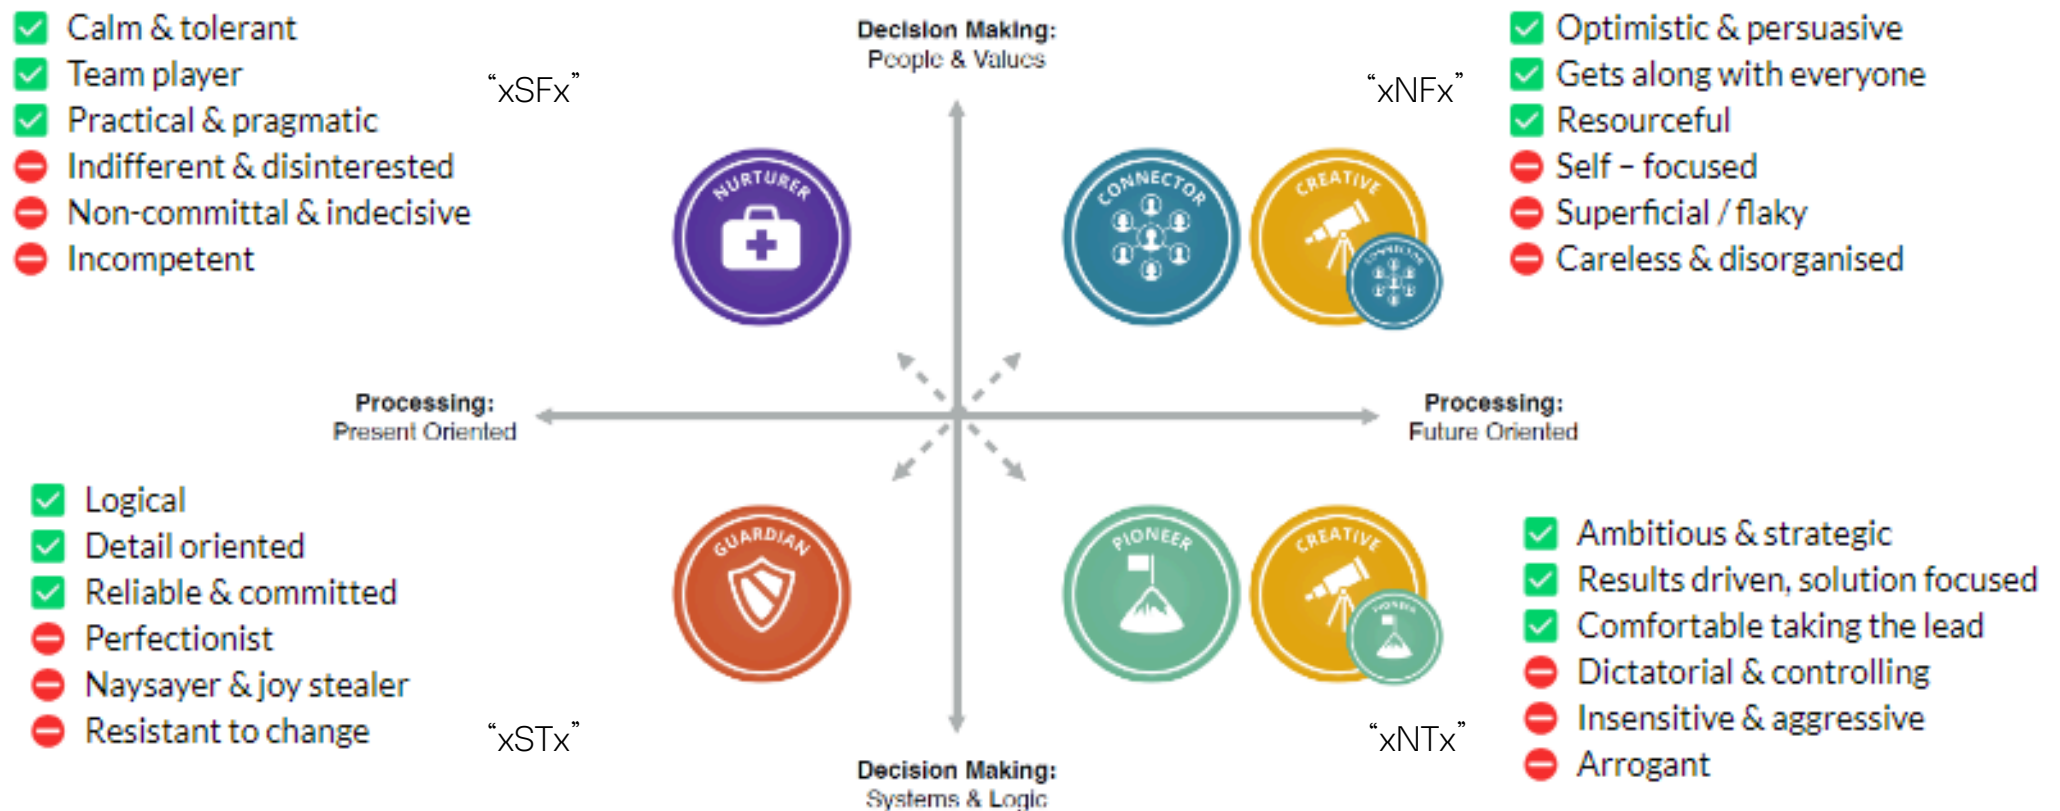 Calm & tolerant
Team player
Practical & pragmatic
Indifferent & disinterested
Non-committal & indecisive
Incompetent
“xSFx”
Decision Making:
People & Values
“xNFx”
Optimistic & persuasive
Gets along with everyone
Resourceful
Self – focused
Superficial / flaky
Careless & disorganised
NURTURER
CONNECTOR
CREATIVE
CONNECTOR
Processing:
Present Oriented
Processing:
Future Oriented
Logical
Detail oriented
Reliable & committed
Perfectionist
Naysayer & joy stealer
Resistant to change
“xSTx”
GUARDIAN
PIONEER
CREATIVE
PIONEER
Decision Making:
Systems & Logic
“xNTx”
Ambitious & strategic
Results driven, solution focused
Comfortable taking the lead
Dictatorial & controlling
Insensitive & aggressive
Arrogant